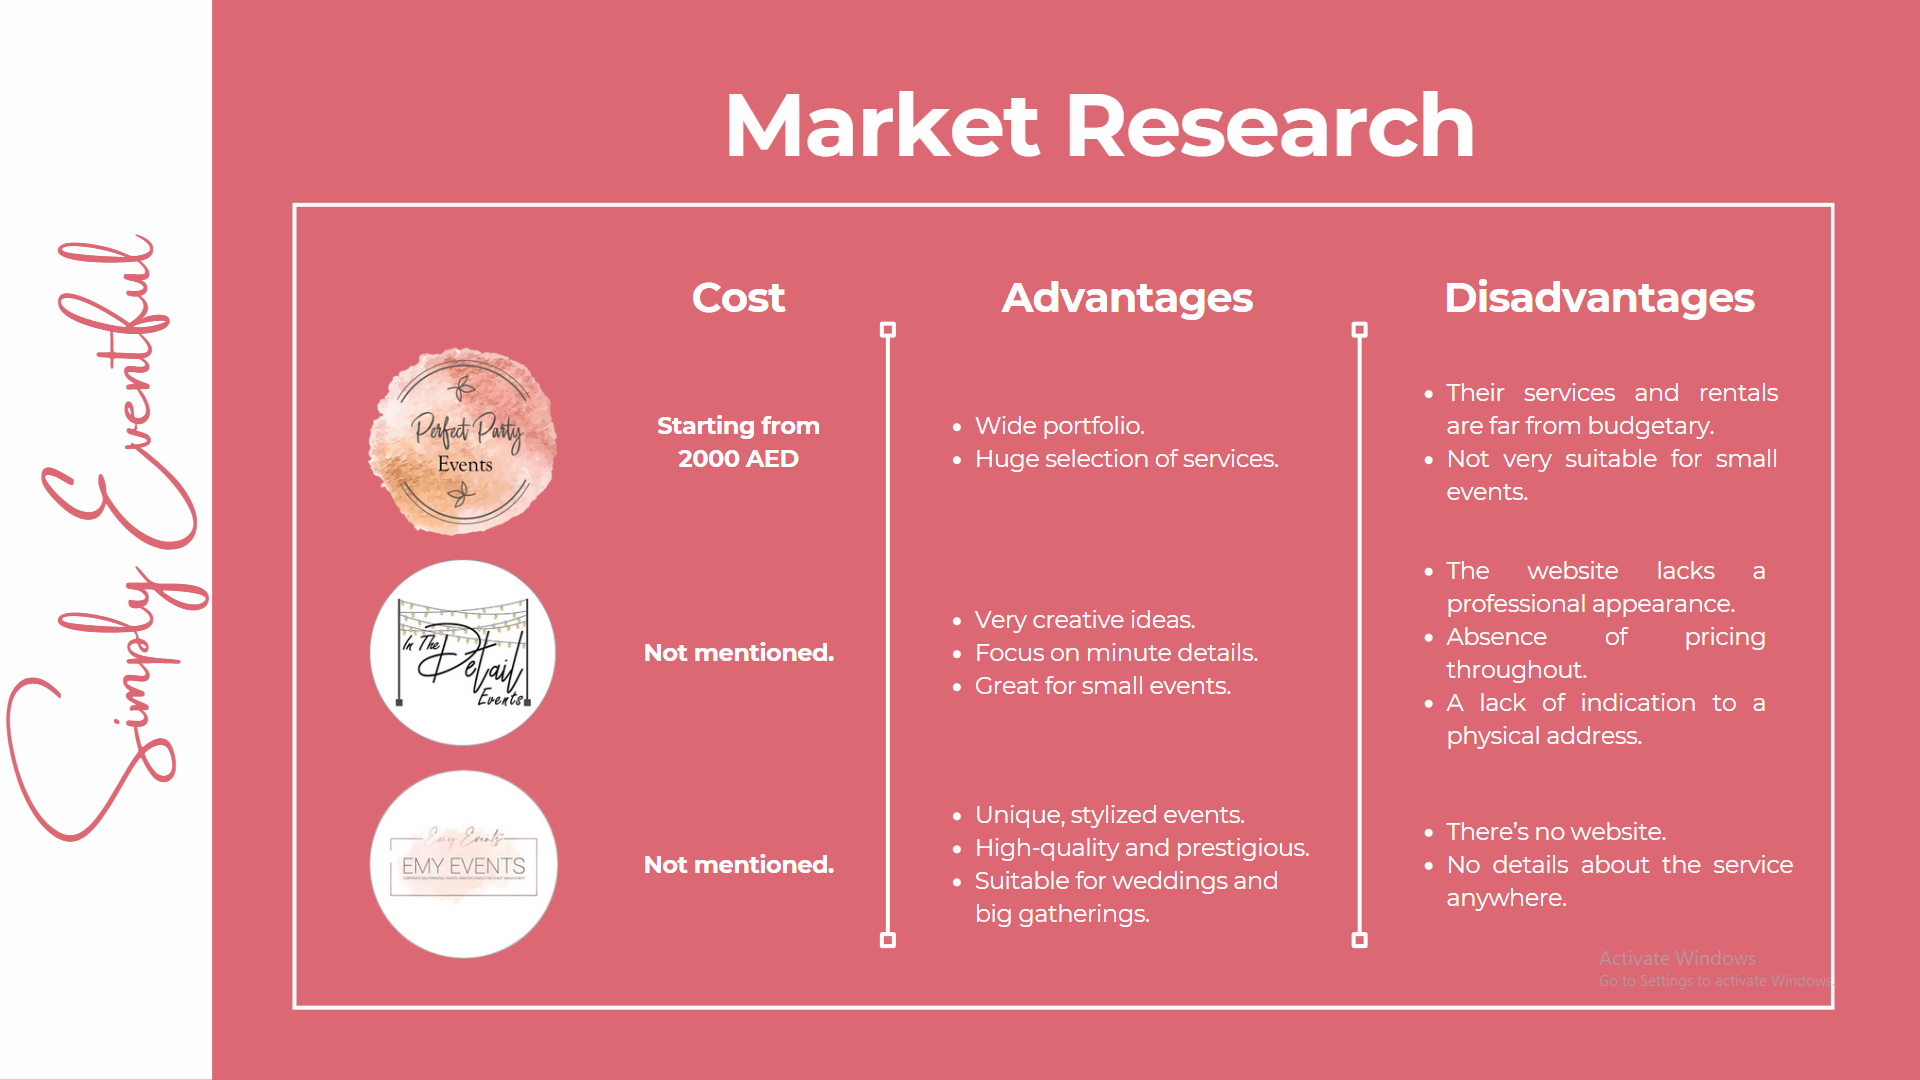 Simply Eventful
Market Research
Cost
Advantages
Disadvantages
Perfect Party
Events
Starting from
2000 AED
• Wide portfolio.
• Huge selection of services.
• Their services and rentals
are far from budgetary.
• Not very suitable for small
events.
In The
Detail
Events
Not mentioned.
• Very creative ideas.
• Focus on minute details.
• Great for small events.
• The website lacks a
professional appearance.
• Absence of pricing
throughout.
• A lack of indication to a
physical address.
Emy Events
EMY EVENTS
Not mentioned.
• Unique, stylized events.
• High-quality and prestigious.
• Suitable for weddings and
big gatherings.
• There’s no website.
• No details about the service
anywhere.
Activate Windows
Go to Settings to activate Windows.